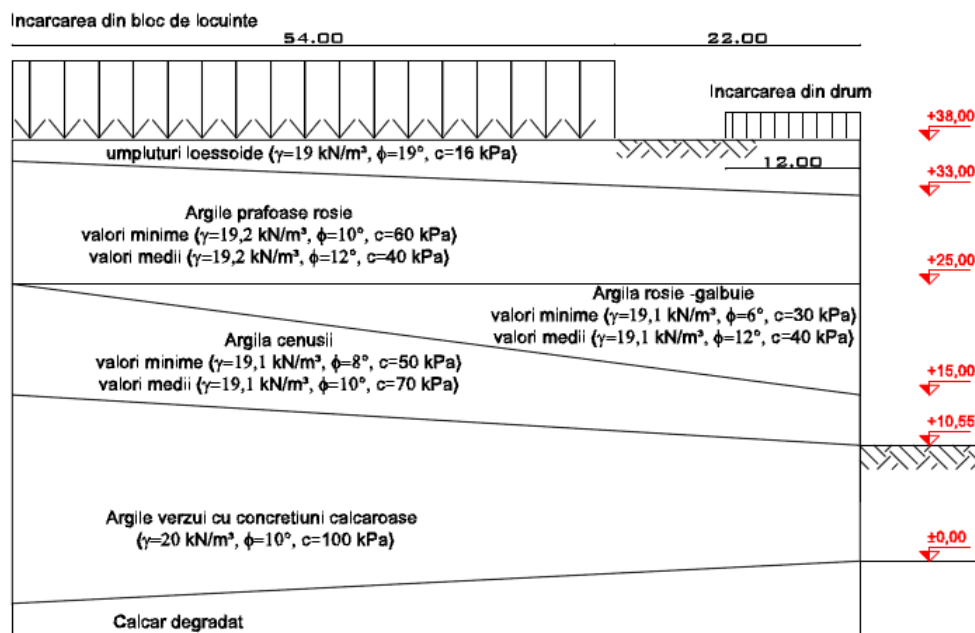 Incarcarea din bloc de locuinte
54.00
22.00
Incarcarea din drum
+38,00
umpluturi loessoide (γ=19 kN/m³, ϕ=19°, c=16 kPa)
12.00
+33,00
Argile prafoase rosie
valori minime (γ=19,2 kN/m³, ϕ=10°, c=60 kPa)
valori medii (γ=19,2 kN/m³, ϕ=12°, c=40 kPa)
+25,00
Argila rosie -galbuie
valori minime (γ=19,1 kN/m³, ϕ=6°, c=30 kPa)
valori medii (γ=19,1 kN/m³, ϕ=12°, c=40 kPa)
Argila cenusii
valori minime (γ=19,1 kN/m³, ϕ=8°, c=50 kPa)
valori medii (γ=19,1 kN/m³, ϕ=10°, c=70 kPa)
+15,00
+10,55
Argile verzui cu concretiuni calcaroase
(γ=20 kN/m³, ϕ=10°, c=100 kPa)
±0,00
Calcar degradat